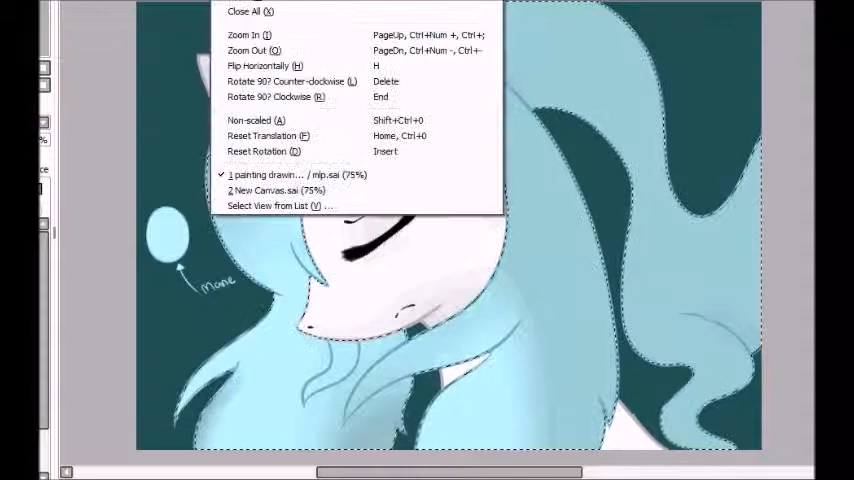 Close All (X)
Zoom In (I) PageUp, Ctrl+Num +, Ctrl+;
Zoom Out (O) PageDn, Ctrl+Num -, Ctrl+-
Flip Horizontally (H) H
Rotate 90? Counter-clockwise (L) Delete
Rotate 90? Clockwise (R) End
Non-scaled (A) Shift+Ctrl+0
Reset Translation (F) Home, Ctrl+0
Reset Rotation (D) Insert
1 painting drawin... / mlp.sai (75%)
2 New Canvas.sai (75%)
Select View from List (V) ...
%
ce
Mane